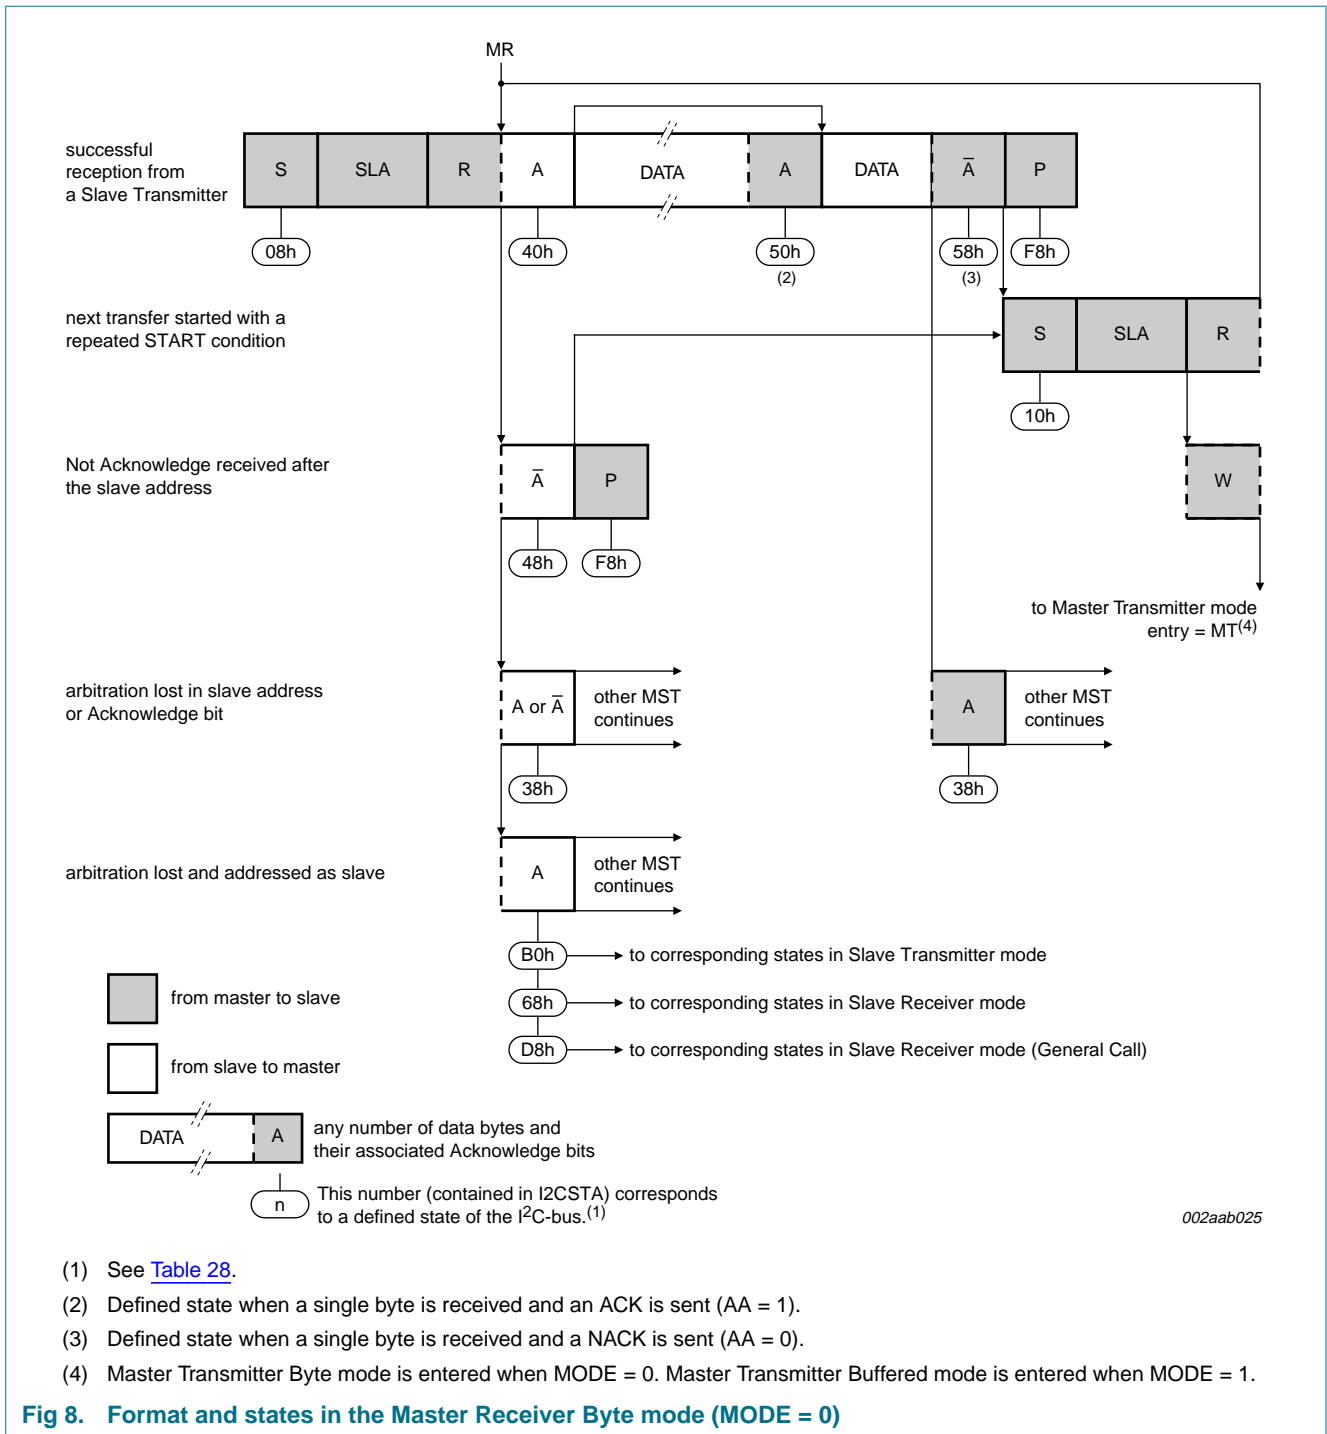 MR
successful
reception from
a Slave Transmitter
S SLA R A DATA A DATA A̅ P
08h 40h 50h 58h F8h
(2) (3)
next transfer started with a
repeated START condition
S SLA R
10h
Not Acknowledge received after
the slave address
A̅ P
W
48h F8h
to Master Transmitter mode
entry = MT(4)
arbitration lost in slave address
or Acknowledge bit
A or A̅ other MST
continues
A other MST
continues
38h 38h
arbitration lost and addressed as slave
A other MST
continues
B0h to corresponding states in Slave Transmitter mode
68h to corresponding states in Slave Receiver mode
D8h to corresponding states in Slave Receiver mode (General Call)
from master to slave
from slave to master
DATA A any number of data bytes and
their associated Acknowledge bits
n This number (contained in I2CSTA) corresponds
to a defined state of the I²C-bus.(1)
002aab025
(1) See Table 28.
(2) Defined state when a single byte is received and an ACK is sent (AA = 1).
(3) Defined state when a single byte is received and a NACK is sent (AA = 0).
(4) Master Transmitter Byte mode is entered when MODE = 0. Master Transmitter Buffered mode is entered when MODE = 1.
Fig 8. Format and states in the Master Receiver Byte mode (MODE = 0)